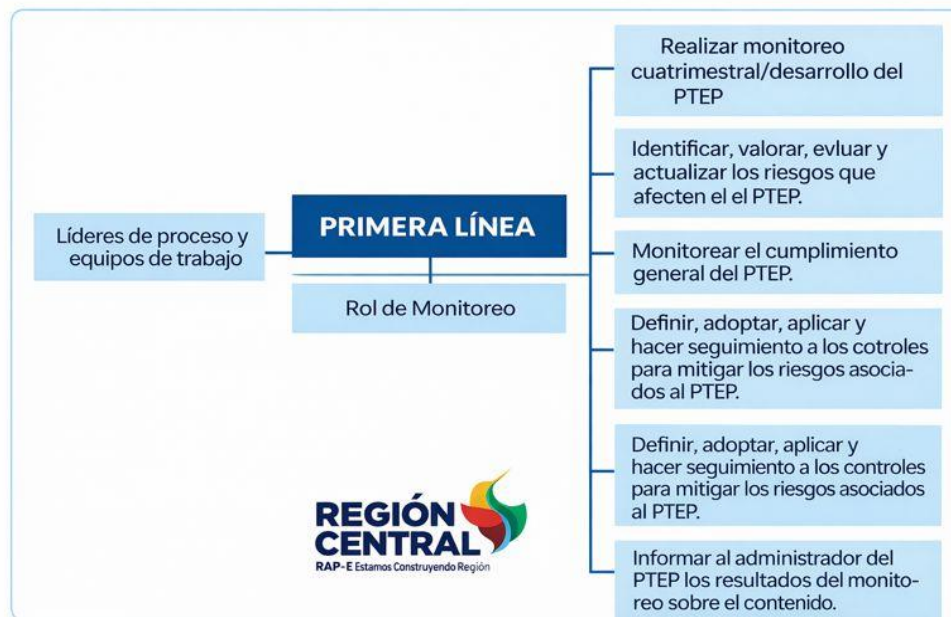 Líderes de proceso y
equipos de trabajo
PRIMERA LÍNEA
Rol de Monitoreo
Realizar monitoreo
cuatrimestral/desarrollo del
PTEP
Identificar, valorar, evluar y
actualizar los riesgos que
afecten el el PTEP.
Monitorear el cumplimiento
general del PTEP.
Definir, adoptar, aplicar y
hacer seguimiento a los cotroles
para mitigar los riesgos asocia-
dos al PTEP.
Definir, adoptar, aplicar y
hacer seguimiento a los controles
para mitigar los riesgos asociados
al PTEP.
Informar al administrador del
PTEP los resultados del monito-
reo sobre el contenido.
REGIÓN
CENTRAL
RAP-E Estamos Construyendo Región